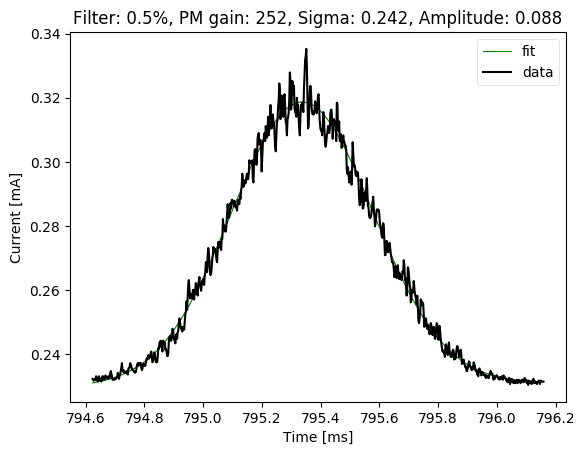 Filter: 0.5%, PM gain: 252, Sigma: 0.242, Amplitude: 0.088
fit
data
Current [mA]
0.34
0.32
0.30
0.28
0.26
0.24
794.6 794.8 795.0 795.2 795.4 795.6 795.8 796.0 796.2
Time [ms]